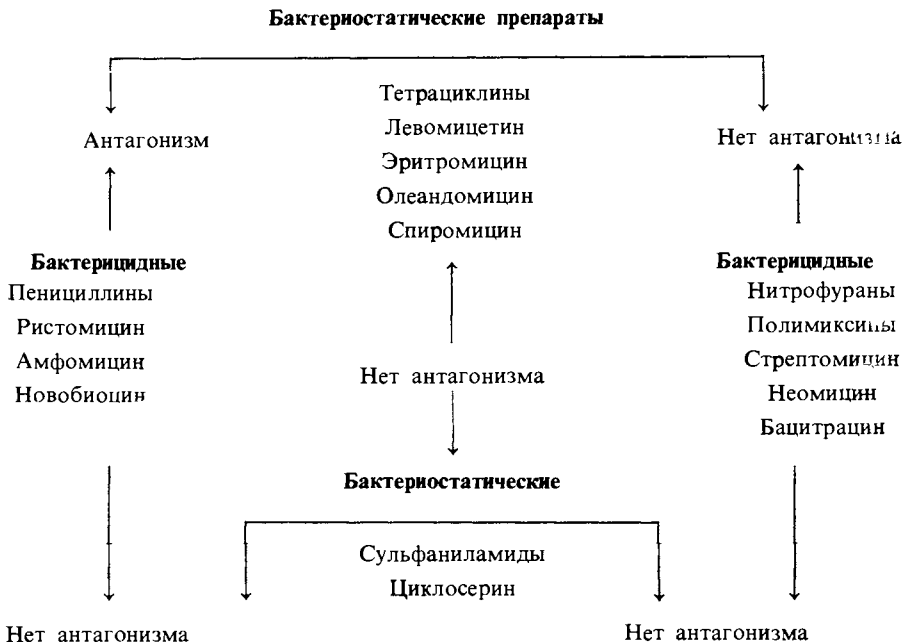 Бактериостатические препараты
Тетрациклины
Левомицетин
Эритромицин
Олеандомицин
Спиромицин
Антагонизм
Нет антагонизма
Бактерицидные
Пенициллины
Ристомицин
Амфомицин
Новобиоцин
Бактерицидные
Нитрофураны
Полимиксины
Стрептомицин
Неомицин
Бацитрацин
Нет антагонизма
Бактериостатические
Сульфаниламиды
Циклосерин
Нет антагонизма
Нет антагонизма